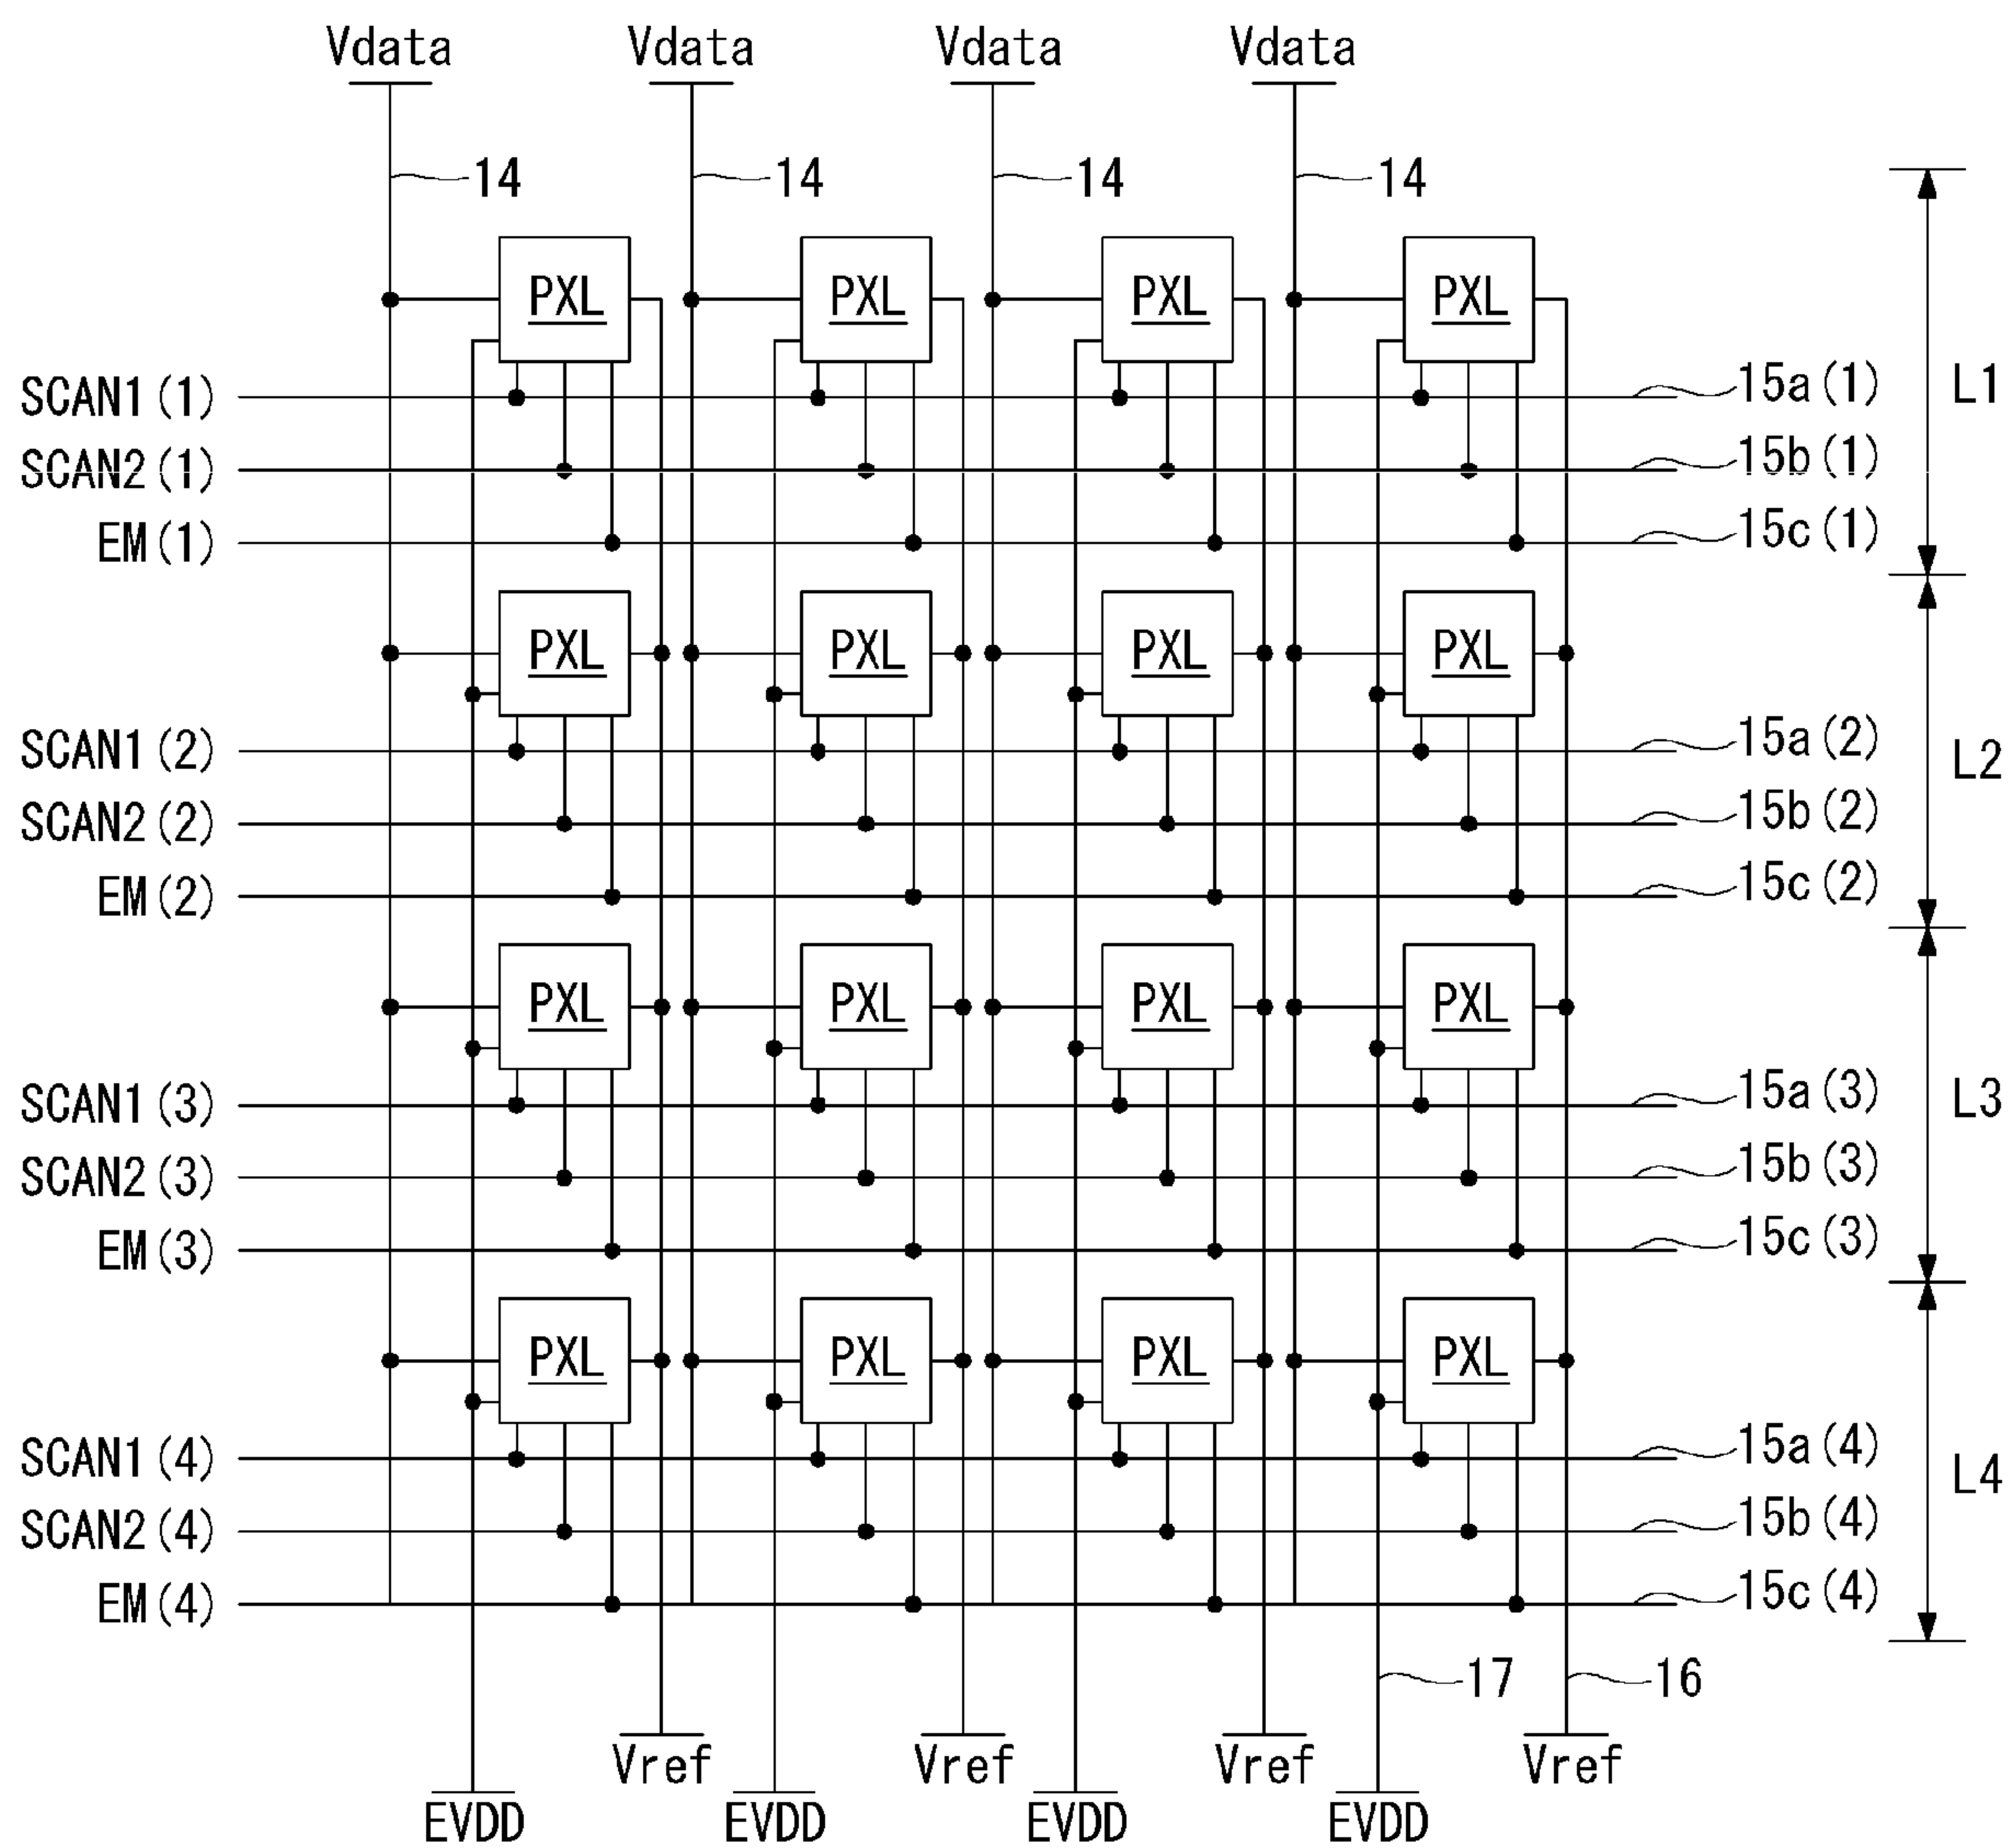 Vdata Vdata Vdata Vdata
14 14 14 14
PXL PXL PXL PXL
SCAN1(1) 15a(1)
L1
SCAN2(1) 15b(1)
EM(1) 15c(1)
PXL PXL PXL PXL
SCAN1(2) 15a(2)
L2
SCAN2(2) 15b(2)
EM(2) 15c(2)
PXL PXL PXL PXL
SCAN1(3) 15a(3)
L3
SCAN2(3) 15b(3)
EM(3) 15c(3)
PXL PXL PXL PXL
SCAN1(4) 15a(4)
L4
SCAN2(4) 15b(4)
EM(4) 15c(4)
17 16
Vref Vref Vref Vref
EVDD EVDD EVDD EVDD